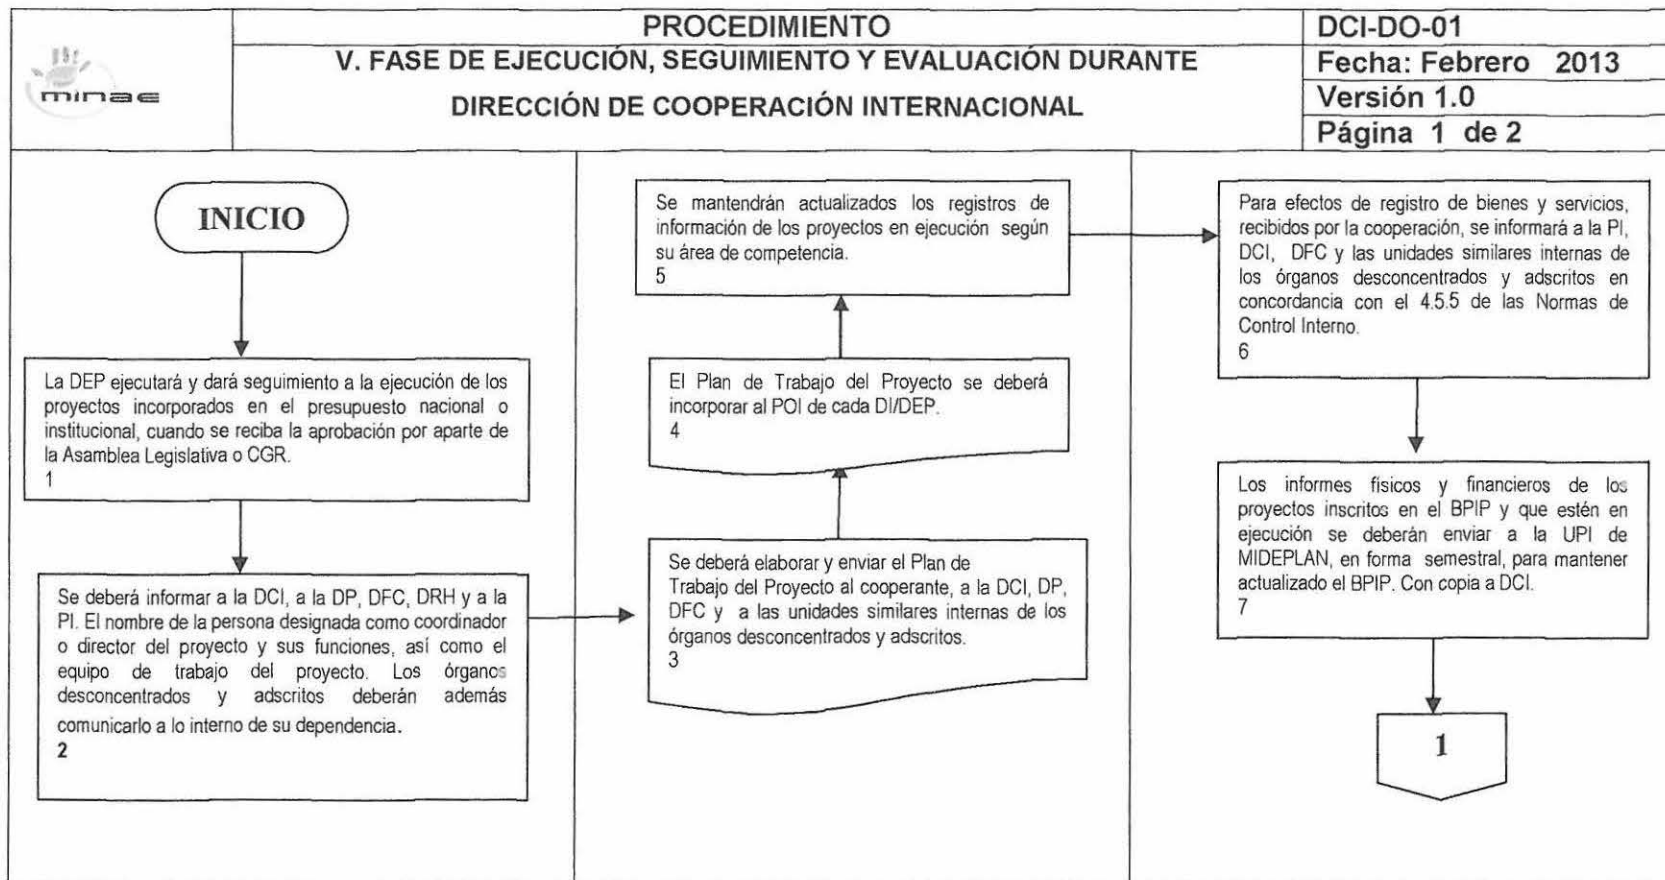 minae
PROCEDIMIENTO
V. FASE DE EJECUCIÓN, SEGUIMIENTO Y EVALUACIÓN DURANTE
DIRECCIÓN DE COOPERACIÓN INTERNACIONAL
DCI-DO-01
Fecha: Febrero 2013
Versión 1.0
Página 1 de 2
INICIO
La DEP ejecutará y dará seguimiento a la ejecución de los
proyectos incorporados en el presupuesto nacional o
institucional, cuando se reciba la aprobación por aparte de
la Asamblea Legislativa o CGR.
1
Se deberá informar a la DCI, a la DP, DFC, DRH y a la
PI. El nombre de la persona designada como coordinador
o director del proyecto y sus funciones, así como el
equipo de trabajo del proyecto. Los órganos
desconcentrados y adscritos deberán además
comunicarlo a lo interno de su dependencia.
2
Se deberá elaborar y enviar el Plan de
Trabajo del Proyecto al cooperante, a la DCI, DP,
DFC y a las unidades similares internas de los
órganos desconcentrados y adscritos.
3
El Plan de Trabajo del Proyecto se deberá
incorporar al POI de cada DI/DEP.
4
Se mantendrán actualizados los registros de
información de los proyectos en ejecución según
su área de competencia.
5
Para efectos de registro de bienes y servicios,
recibidos por la cooperación, se informará a la PI,
DCI, DFC y las unidades similares internas de
los órganos desconcentrados y adscritos en
concordancia con el 4.5.5 de las Normas de
Control Interno.
6
Los informes físicos y financieros de los
proyectos inscritos en el BPIP y que estén en
ejecución se deberán enviar a la UPI de
MIDEPLAN, en forma semestral, para mantener
actualizado el BPIP. Con copia a DCI.
7
1